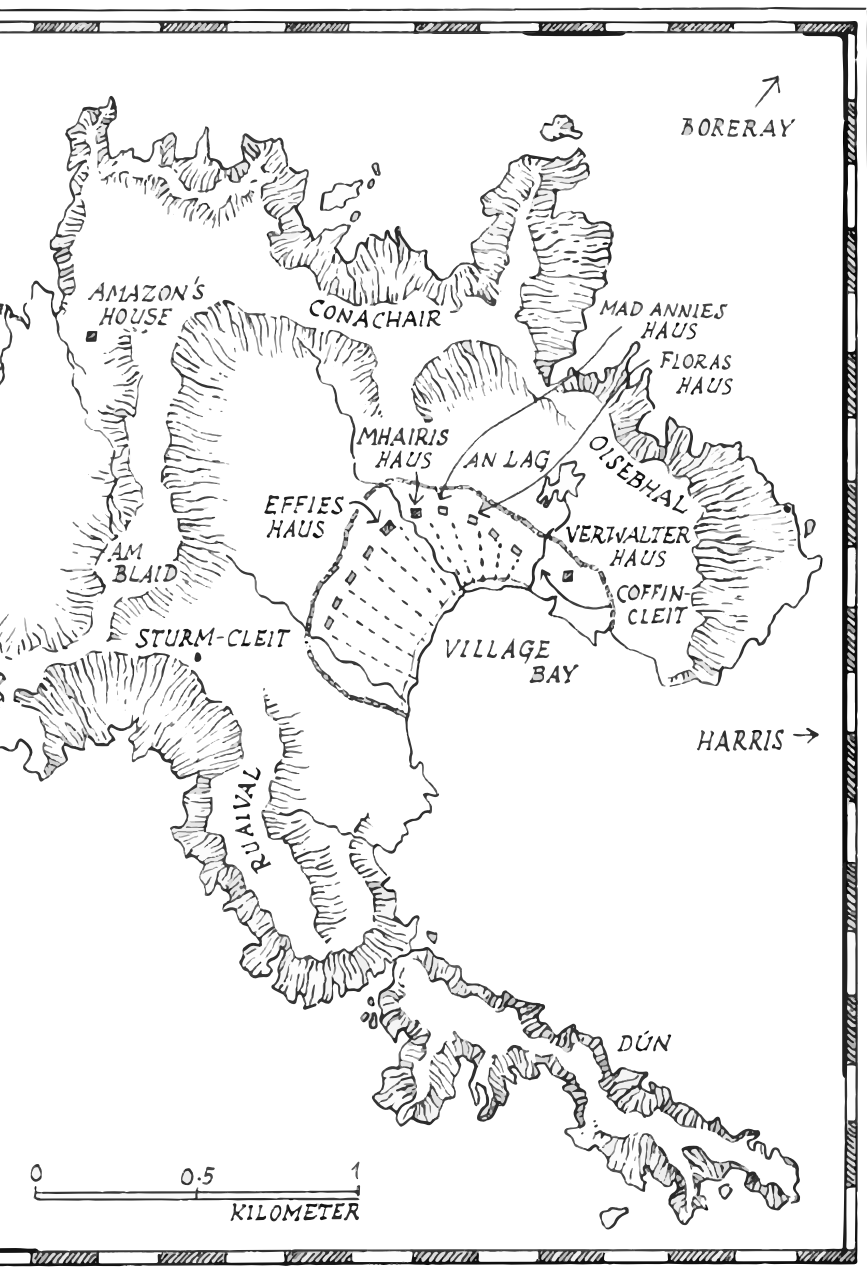 BORERAY
AMAZON'S
HOUSE
CONACHAIR
MAD ANNIES
HAUS
FLORAS
HAUS
MHAIRIS
HAUS
AN LAG
OISEBHAL
EFFIES
HAUS
VERWALTER
HAUS
AM
BLAID
COFFIN-
CLEIT
STURM-CLEIT
VILLAGE
BAY
HARRIS
RUAIVAL
DÚN
0 0.5 1
KILOMETER